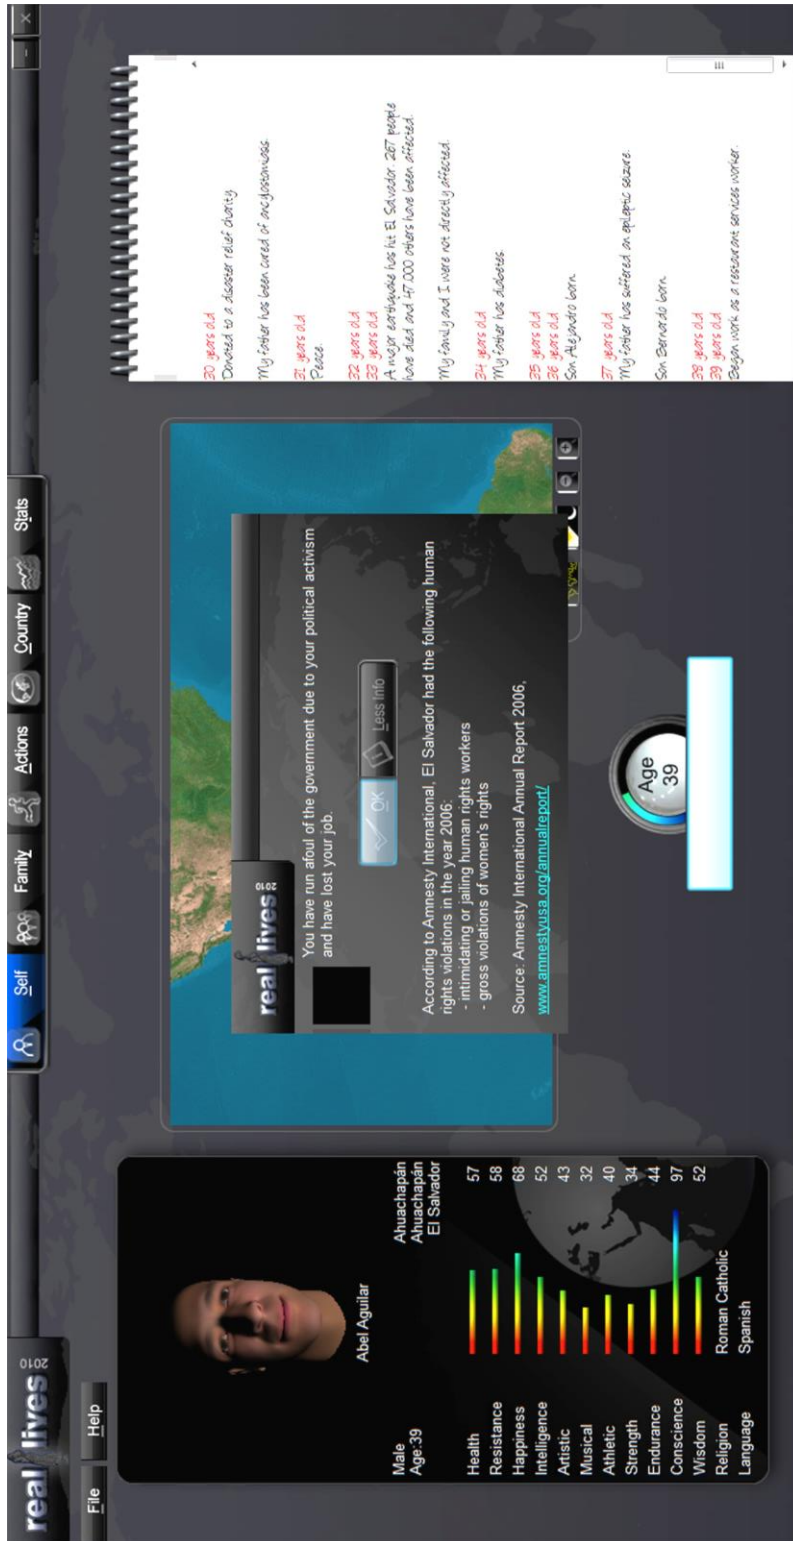 real lives 2010
File
Help
Self
Family
Actions
Country
Stats
Abel Aguilar
Male
Age:39
Ahuachapán
Ahuachapán
El Salvador
Health 57
Resistance 58
Happiness 68
Intelligence 52
Artistic 43
Musical 32
Athletic 40
Strength 34
Endurance 44
Conscience 97
Wisdom 52
Religion Roman Catholic
Language Spanish
real lives 2010
You have run afoul of the government due to your political activism
and have lost your job.
OK
Less Info
According to Amnesty International, El Salvador had the following human
rights violations in the year 2006:
- intimidating or jailing human rights workers
- gross violations of women's rights
Source: Amnesty International Annual Report 2006,
www.amnestyusa.org/annualreport/
Age
39
30 years old
Donated to a disaster relief charity
My father has been cured of ancylostomiasis.
31 years old
Peace.
32 years old
33 years old
A major earthquake has hit El Salvador. 267 people
have died and 47,000 others have been affected.
My family and I were not directly affected.
34 years old
My father has diabetes.
35 years old
36 years old
Son Alejandro born.
37 years old
My father has suffered an epileptic seizure.
Son Bernardo born.
38 years old
39 years old
Began work as a restaurant services worker.